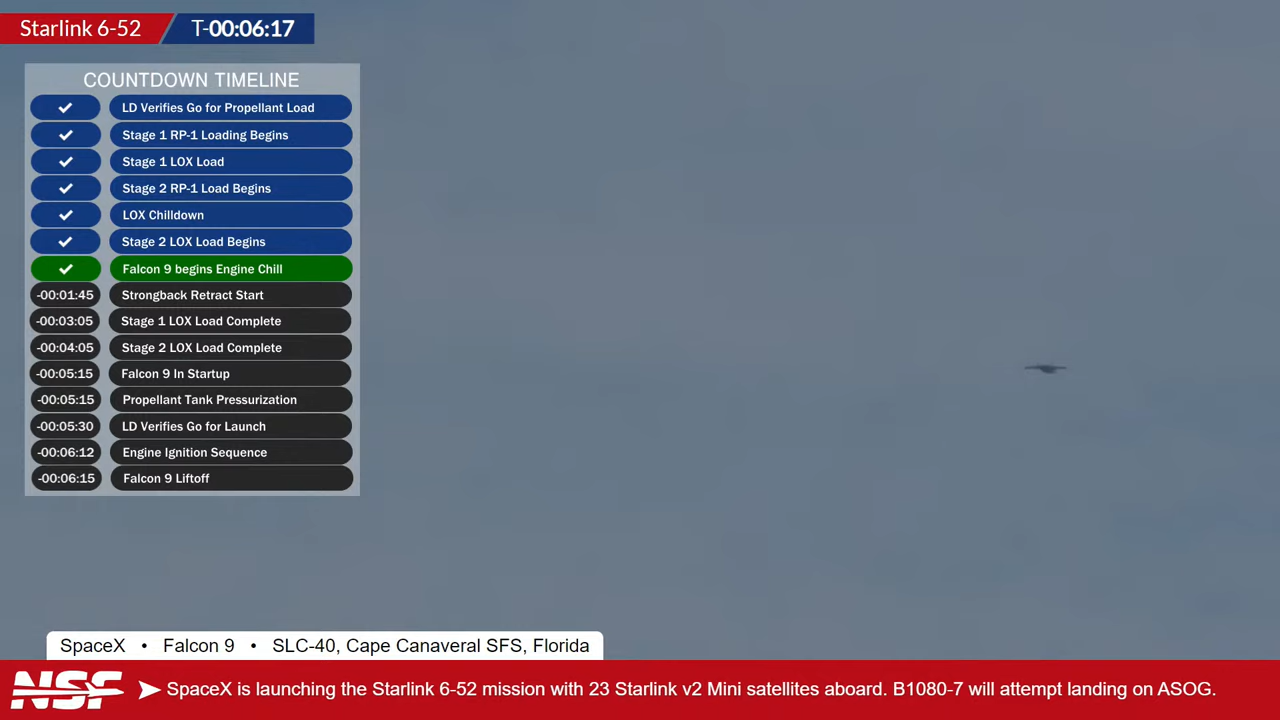 Starlink 6-52 T-00:06:17
COUNTDOWN TIMELINE
✓ LD Verifies Go for Propellant Load
✓ Stage 1 RP-1 Loading Begins
✓ Stage 1 LOX Load
✓ Stage 2 RP-1 Load Begins
✓ LOX Chilldown
✓ Stage 2 LOX Load Begins
✓ Falcon 9 begins Engine Chill
-00:01:45 Strongback Retract Start
-00:03:05 Stage 1 LOX Load Complete
-00:04:05 Stage 2 LOX Load Complete
-00:05:15 Falcon 9 In Startup
-00:05:15 Propellant Tank Pressurization
-00:05:30 LD Verifies Go for Launch
-00:06:12 Engine Ignition Sequence
-00:06:15 Falcon 9 Liftoff
SpaceX • Falcon 9 • SLC-40, Cape Canaveral SFS, Florida
NSF SpaceX is launching the Starlink 6-52 mission with 23 Starlink v2 Mini satellites aboard. B1080-7 will attempt landing on ASOG.